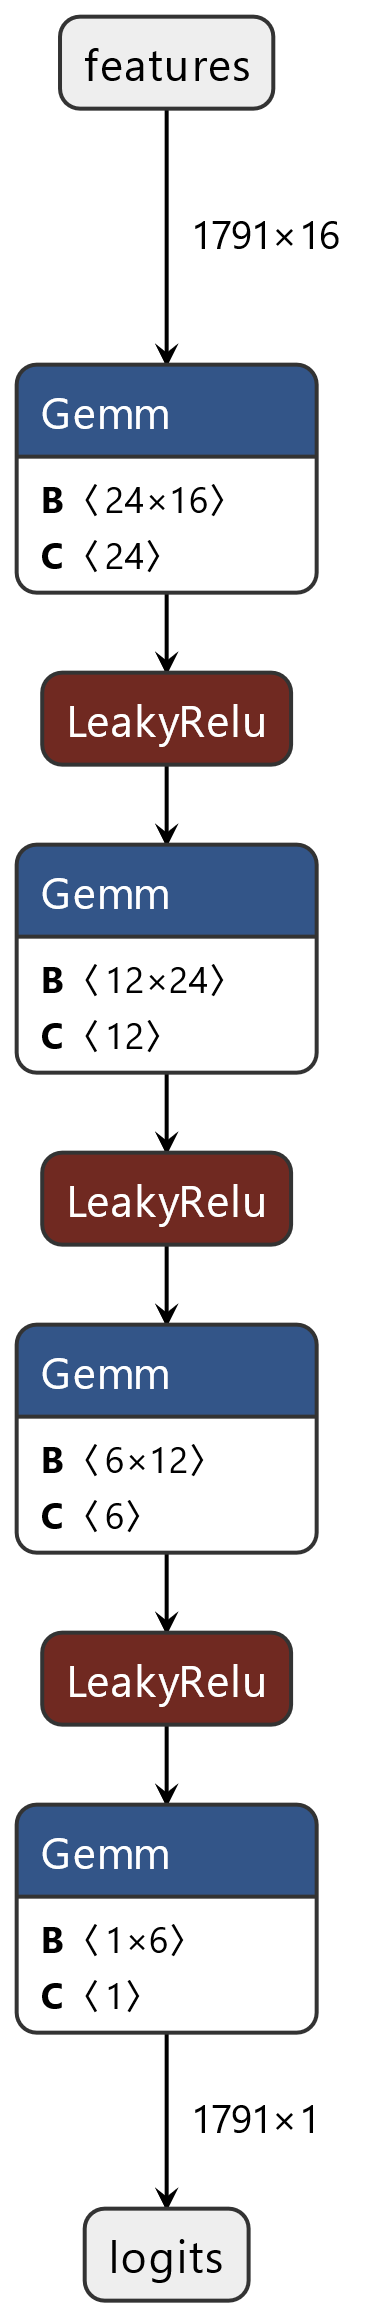 features
1791×16
Gemm
B 〈24×16〉
C 〈24〉
LeakyRelu
Gemm
B 〈12×24〉
C 〈12〉
LeakyRelu
Gemm
B 〈6×12〉
C 〈6〉
LeakyRelu
Gemm
B 〈1×6〉
C 〈1〉
1791×1
logits